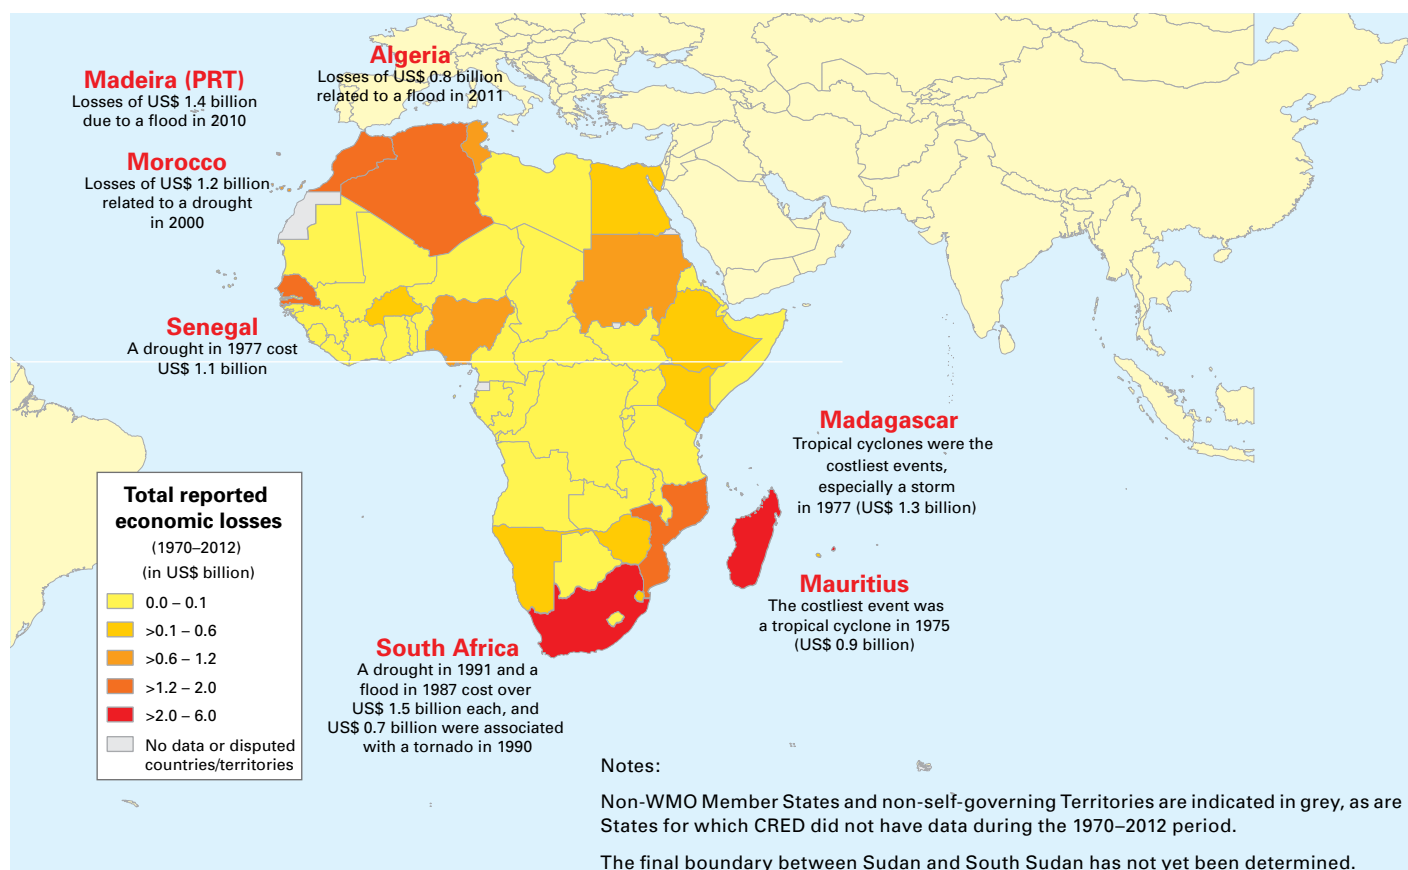 Algeria
Losses of US$ 0.8 billion
related to a flood in 2011
Madeira (PRT)
Losses of US$ 1.4 billion
due to a flood in 2010
Morocco
Losses of US$ 1.2 billion
related to a drought
in 2000
Senegal
A drought in 1977 cost
US$ 1.1 billion
Madagascar
Tropical cyclones were the
costliest events,
especially a storm
in 1977 (US$ 1.3 billion)
Mauritius
The costliest event was
a tropical cyclone in 1975
(US$ 0.9 billion)
South Africa
A drought in 1991 and a
flood in 1987 cost over
US$ 1.5 billion each, and
US$ 0.7 billion were associated
with a tornado in 1990
Total reported
economic losses
(1970–2012)
(in US$ billion)
0.0 – 0.1
>0.1 – 0.6
>0.6 – 1.2
>1.2 – 2.0
>2.0 – 6.0
No data or disputed
countries/territories
Notes:
Non-WMO Member States and non-self-governing Territories are indicated in grey, as are
States for which CRED did not have data during the 1970–2012 period.
The final boundary between Sudan and South Sudan has not yet been determined.